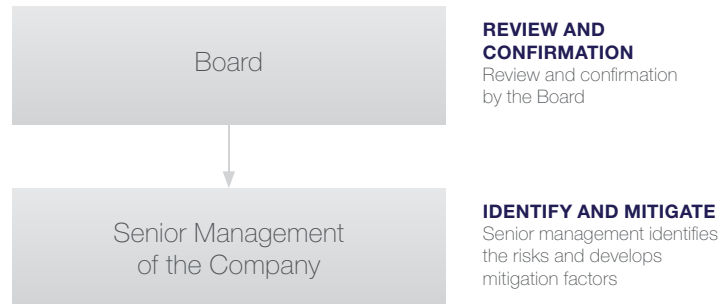 Board
REVIEW AND
CONFIRMATION
Review and confirmation
by the Board
Senior Management
of the Company
IDENTIFY AND MITIGATE
Senior management identifies
the risks and develops
mitigation factors